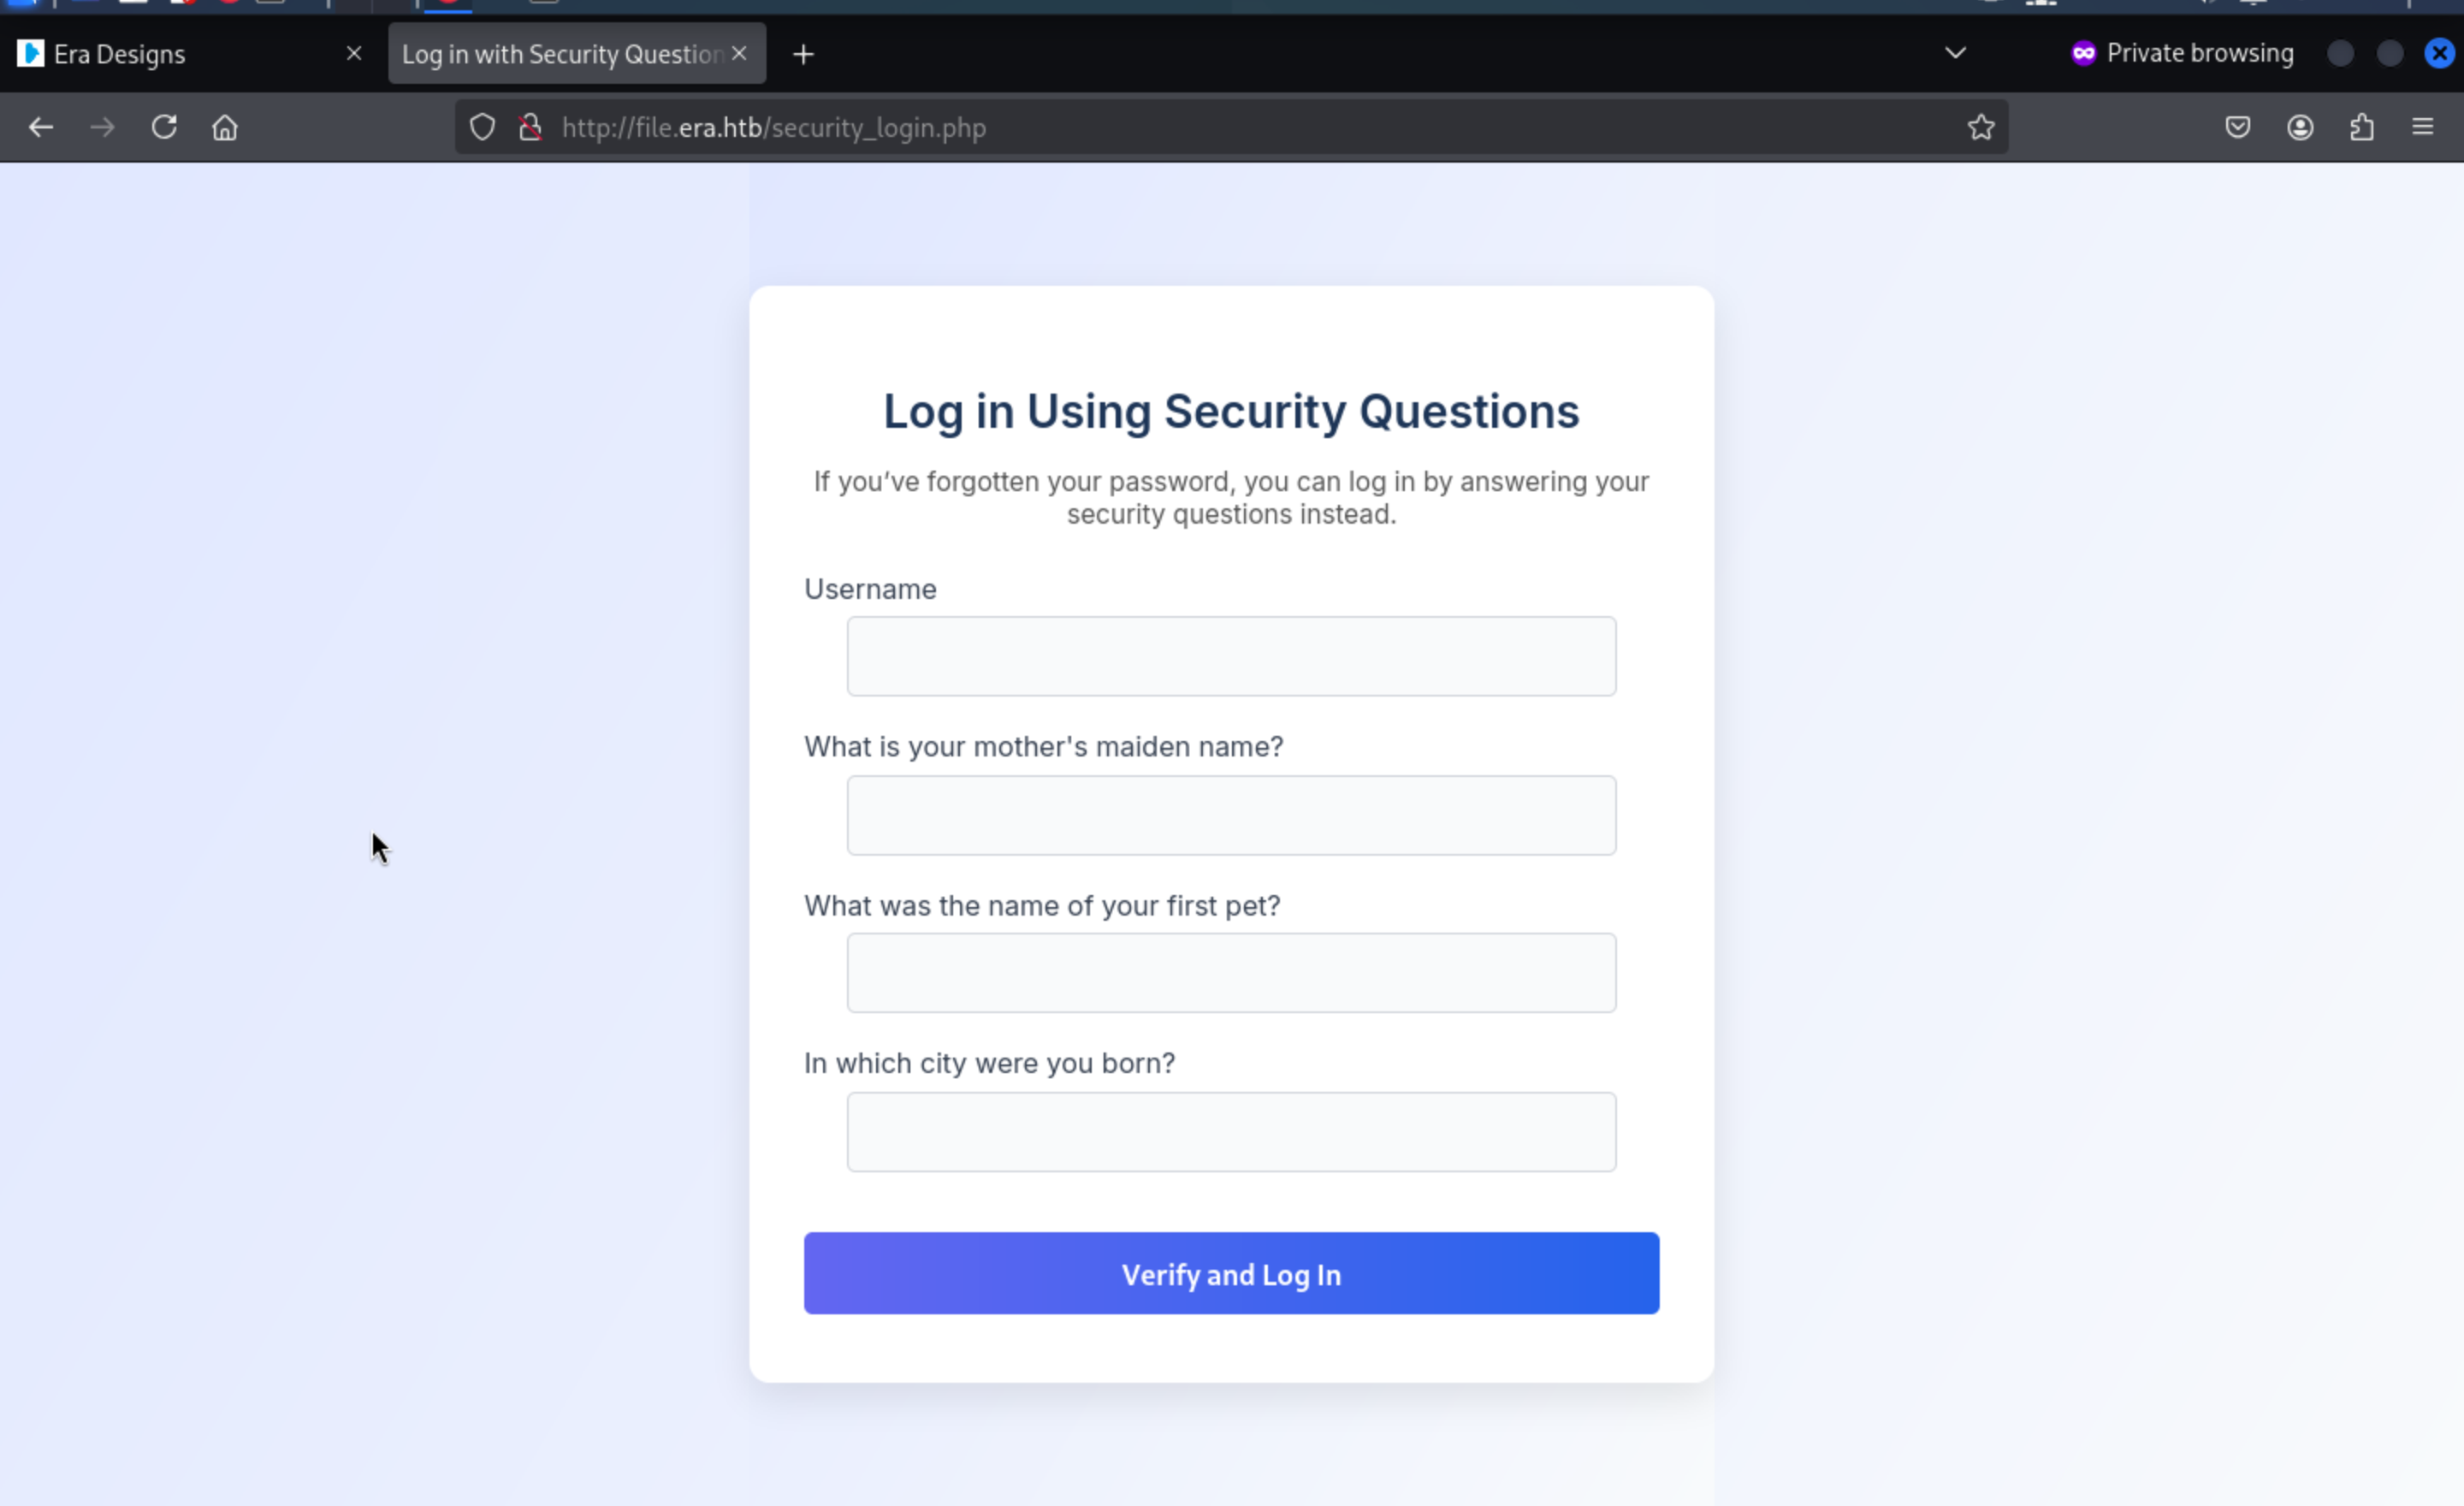 Era Designs
Log in with Security Question
Private browsing
http://file.era.htb/security_login.php
Log in Using Security Questions
If you’ve forgotten your password, you can log in by answering your
security questions instead.
Username
What is your mother's maiden name?
What was the name of your first pet?
In which city were you born?
Verify and Log In